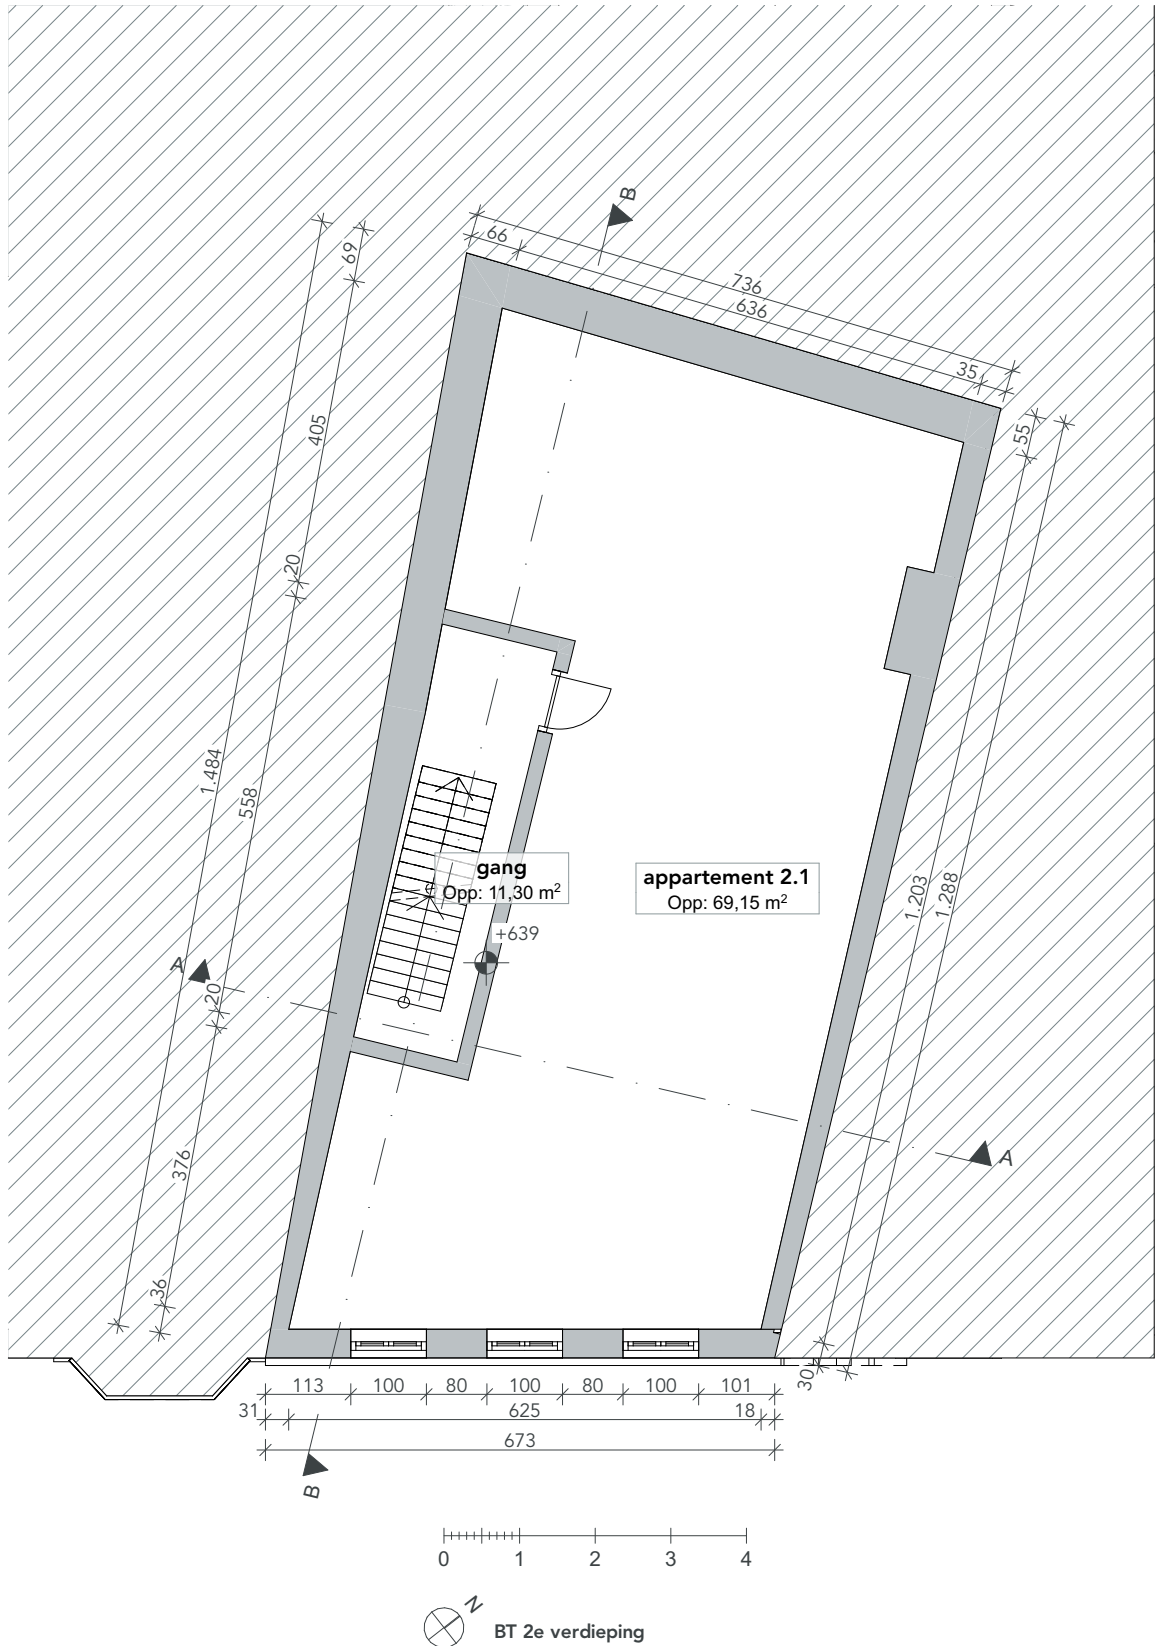 B
66
736
636
35
69
405
20
55
1.484
558
gang
Opp: 11,30 m²
appartement 2.1
Opp: 69,15 m²
1.203
1.288
+639
A
20
A
376
36
30
113 100 80 100 80 100 101
31 625 18
673
B
0 1 2 3 4
N
BT 2e verdieping